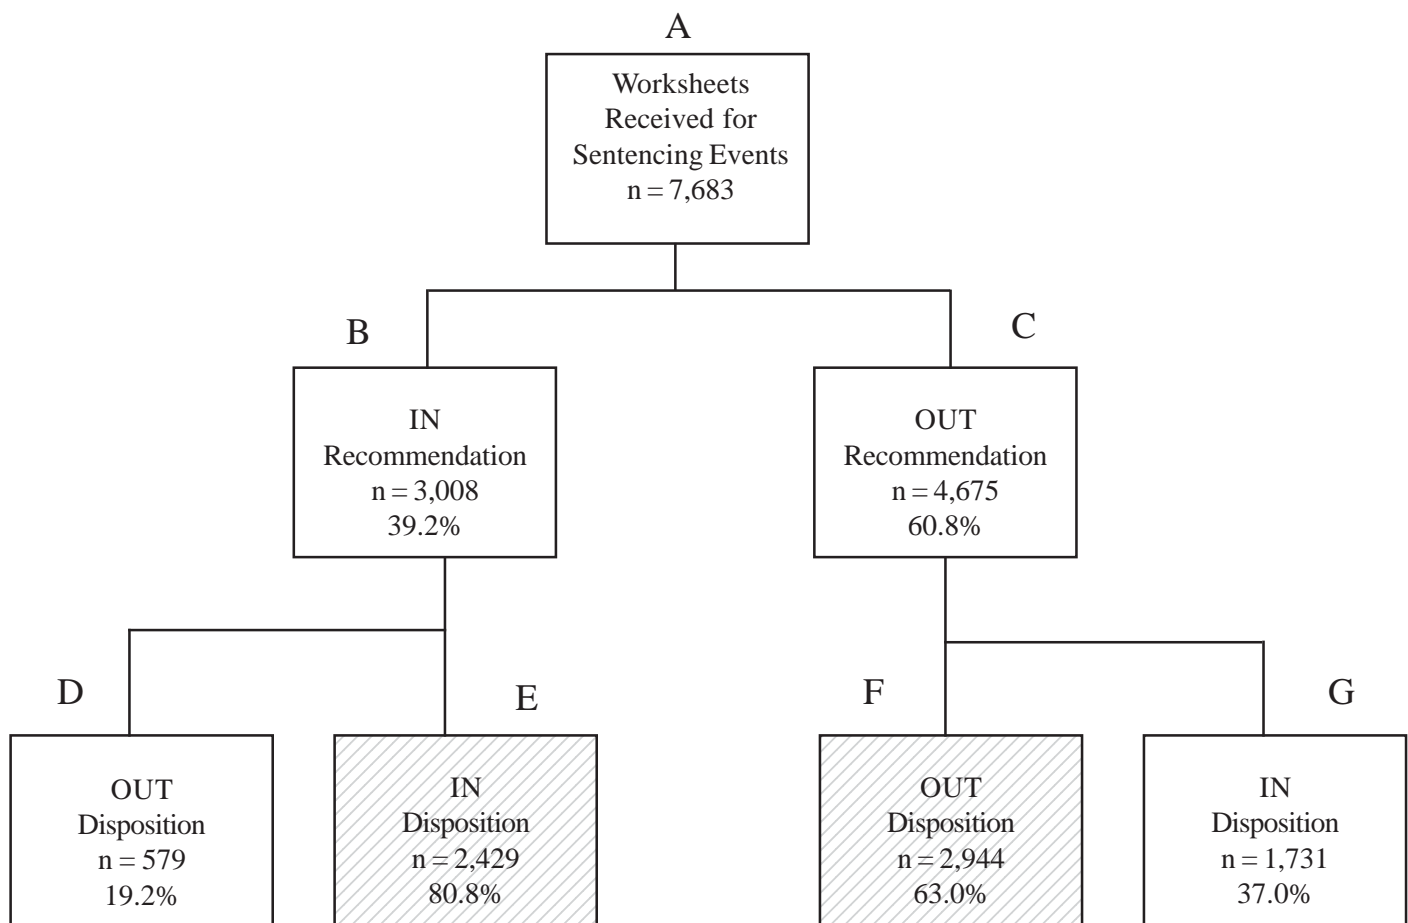 A
Worksheets
Received for
Sentencing Events
n = 7,683
B
IN
Recommendation
n = 3,008
39.2%
C
OUT
Recommendation
n = 4,675
60.8%
D
OUT
Disposition
n = 579
19.2%
E
IN
Disposition
n = 2,429
80.8%
F
OUT
Disposition
n = 2,944
63.0%
G
IN
Disposition
n = 1,731
37.0%